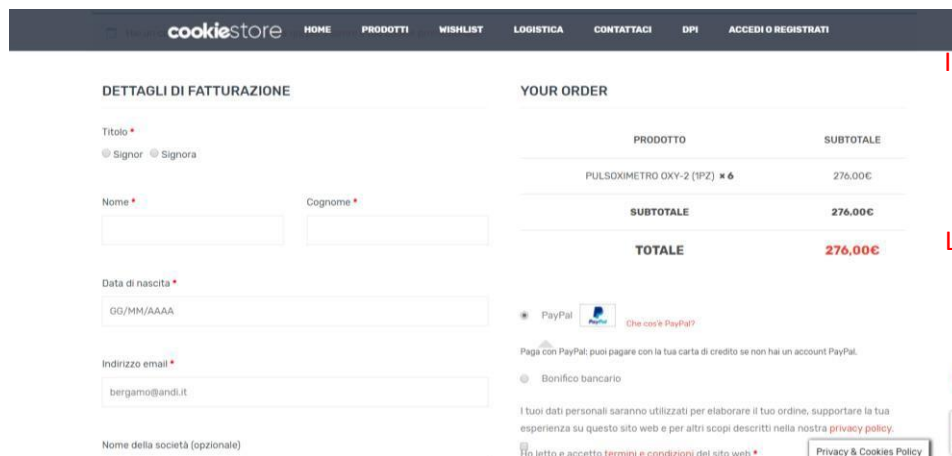 cookiestore HOME PRODOTTI WISHLIST LOGISTICA CONTATTACI DPI ACCEDI O REGISTRATI
DETTAGLI DI FATTURAZIONE
Titolo *
Signor Signora
Nome * Cognome *
Data di nascita *
GG/MM/AAAA
Indirizzo email *
bergamo@andi.it
Nome della società (opzionale)
YOUR ORDER
PRODOTTO SUBTOTALE
PULSOXIMETRO OXY-2 (1PZ) × 6 276,00€
SUBTOTALE 276,00€
TOTALE 276,00€
PayPal PayPal Che cos'è PayPal?
Paga con PayPal; puoi pagare con la tua carta di credito se non hai un account PayPal.
Bonifico bancario
I tuoi dati personali saranno utilizzati per elaborare il tuo ordine, supportare la tua
esperienza su questo sito web e per altri scopi descritti nella nostra privacy policy.
Ho letto e accetto termini e condizioni del sito web *
Privacy & Cookies Policy